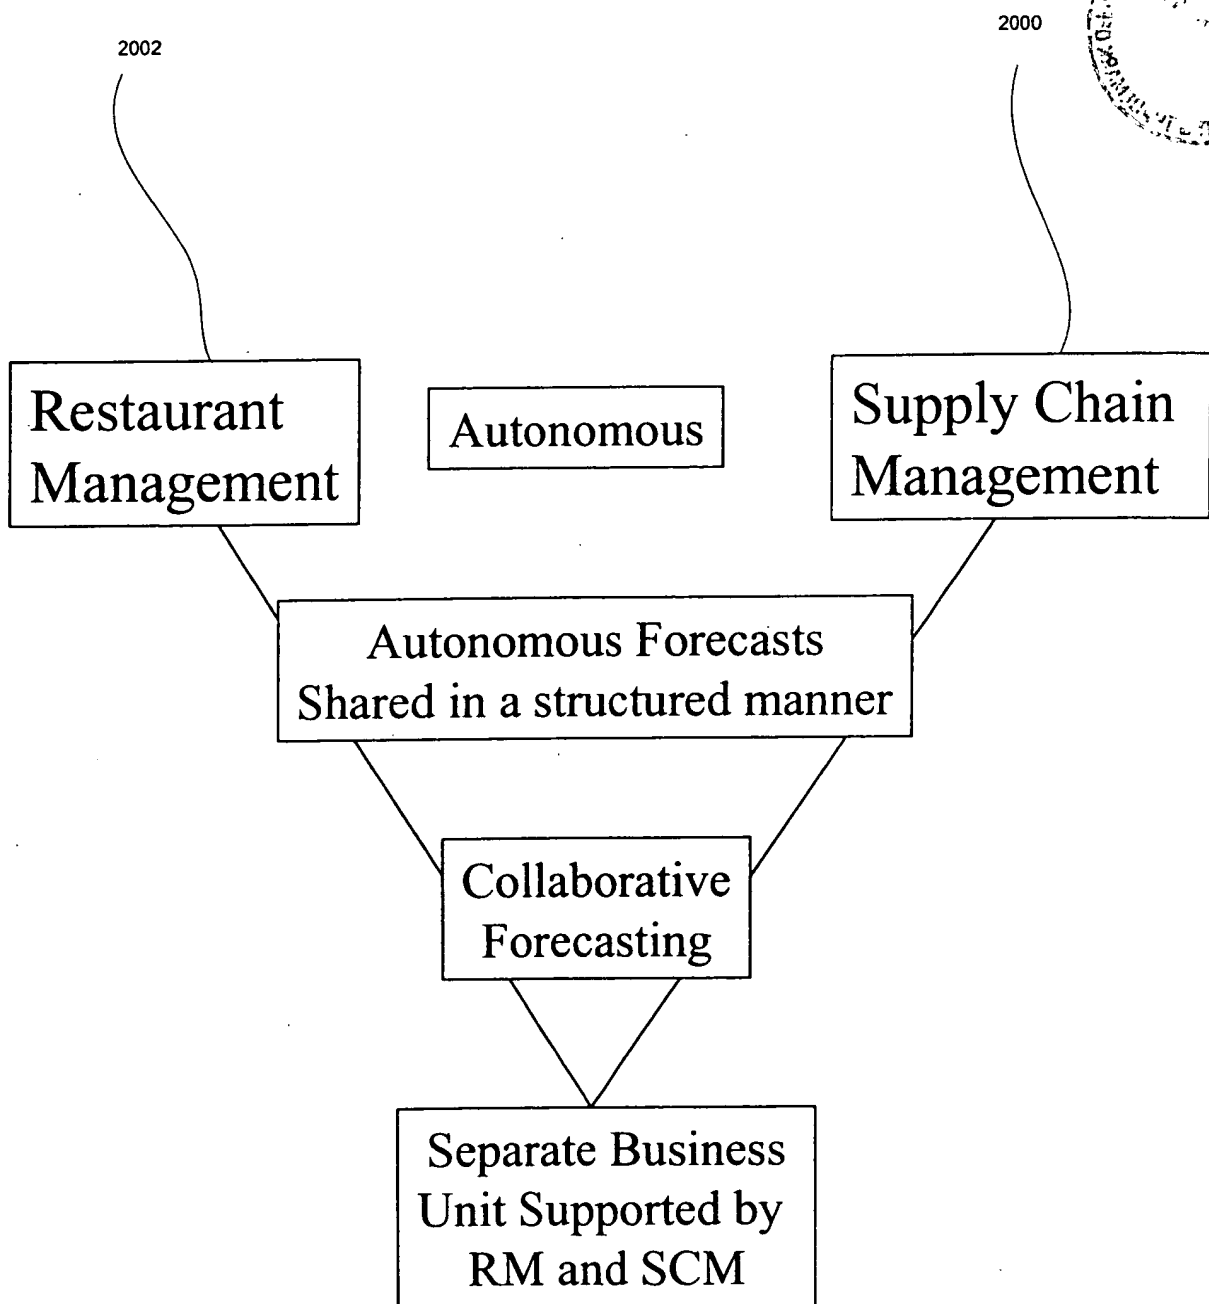 2002
2000
Restaurant
Management
Autonomous
Supply Chain
Management
Autonomous Forecasts
Shared in a structured manner
Collaborative
Forecasting
Separate Business
Unit Supported by
RM and SCM